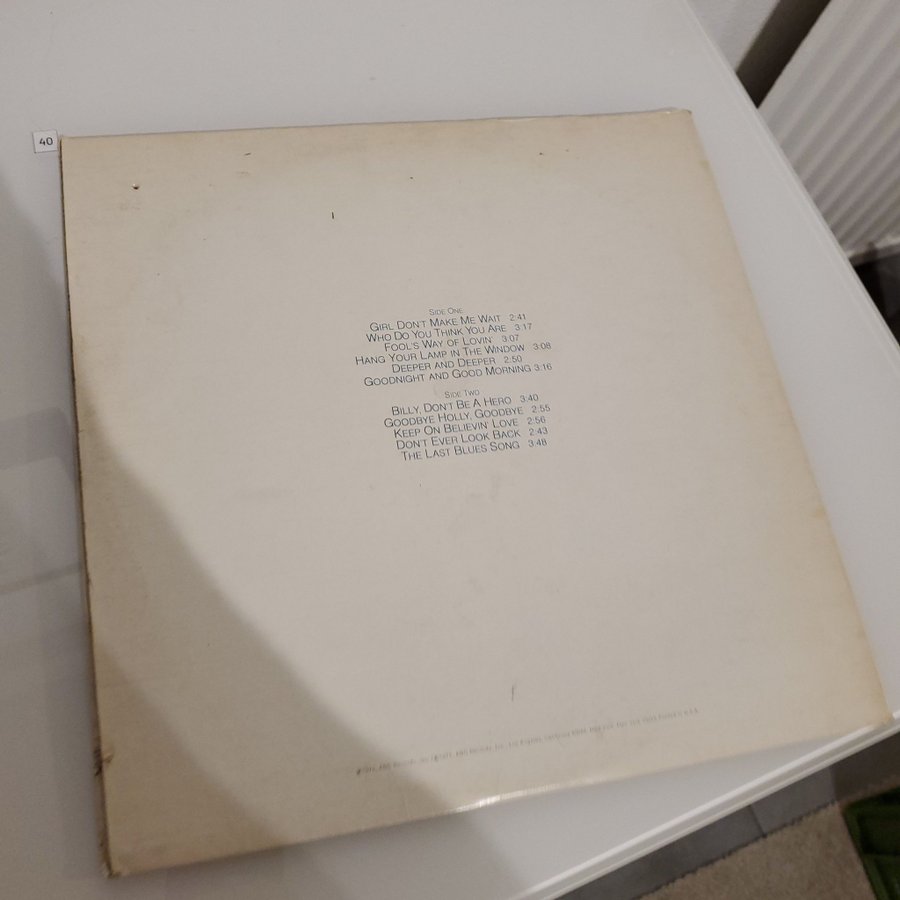 40
SIDE ONE
GIRL DON'T MAKE ME WAIT 2:41
WHO DO YOU THINK YOU ARE 3:17
FOOL'S WAY OF LOVIN' 3:07
HANG YOUR LAMP IN THE WINDOW 3:08
DEEPER AND DEEPER 2:50
GOODNIGHT AND GOOD MORNING 3:16
SIDE TWO
BILLY, DON'T BE A HERO 3:40
GOODBYE HOLLY, GOODBYE 2:55
KEEP ON BELIEVIN' LOVE 2:56
DON'T EVER LOOK BACK 2:43
THE LAST BLUES SONG 3:48